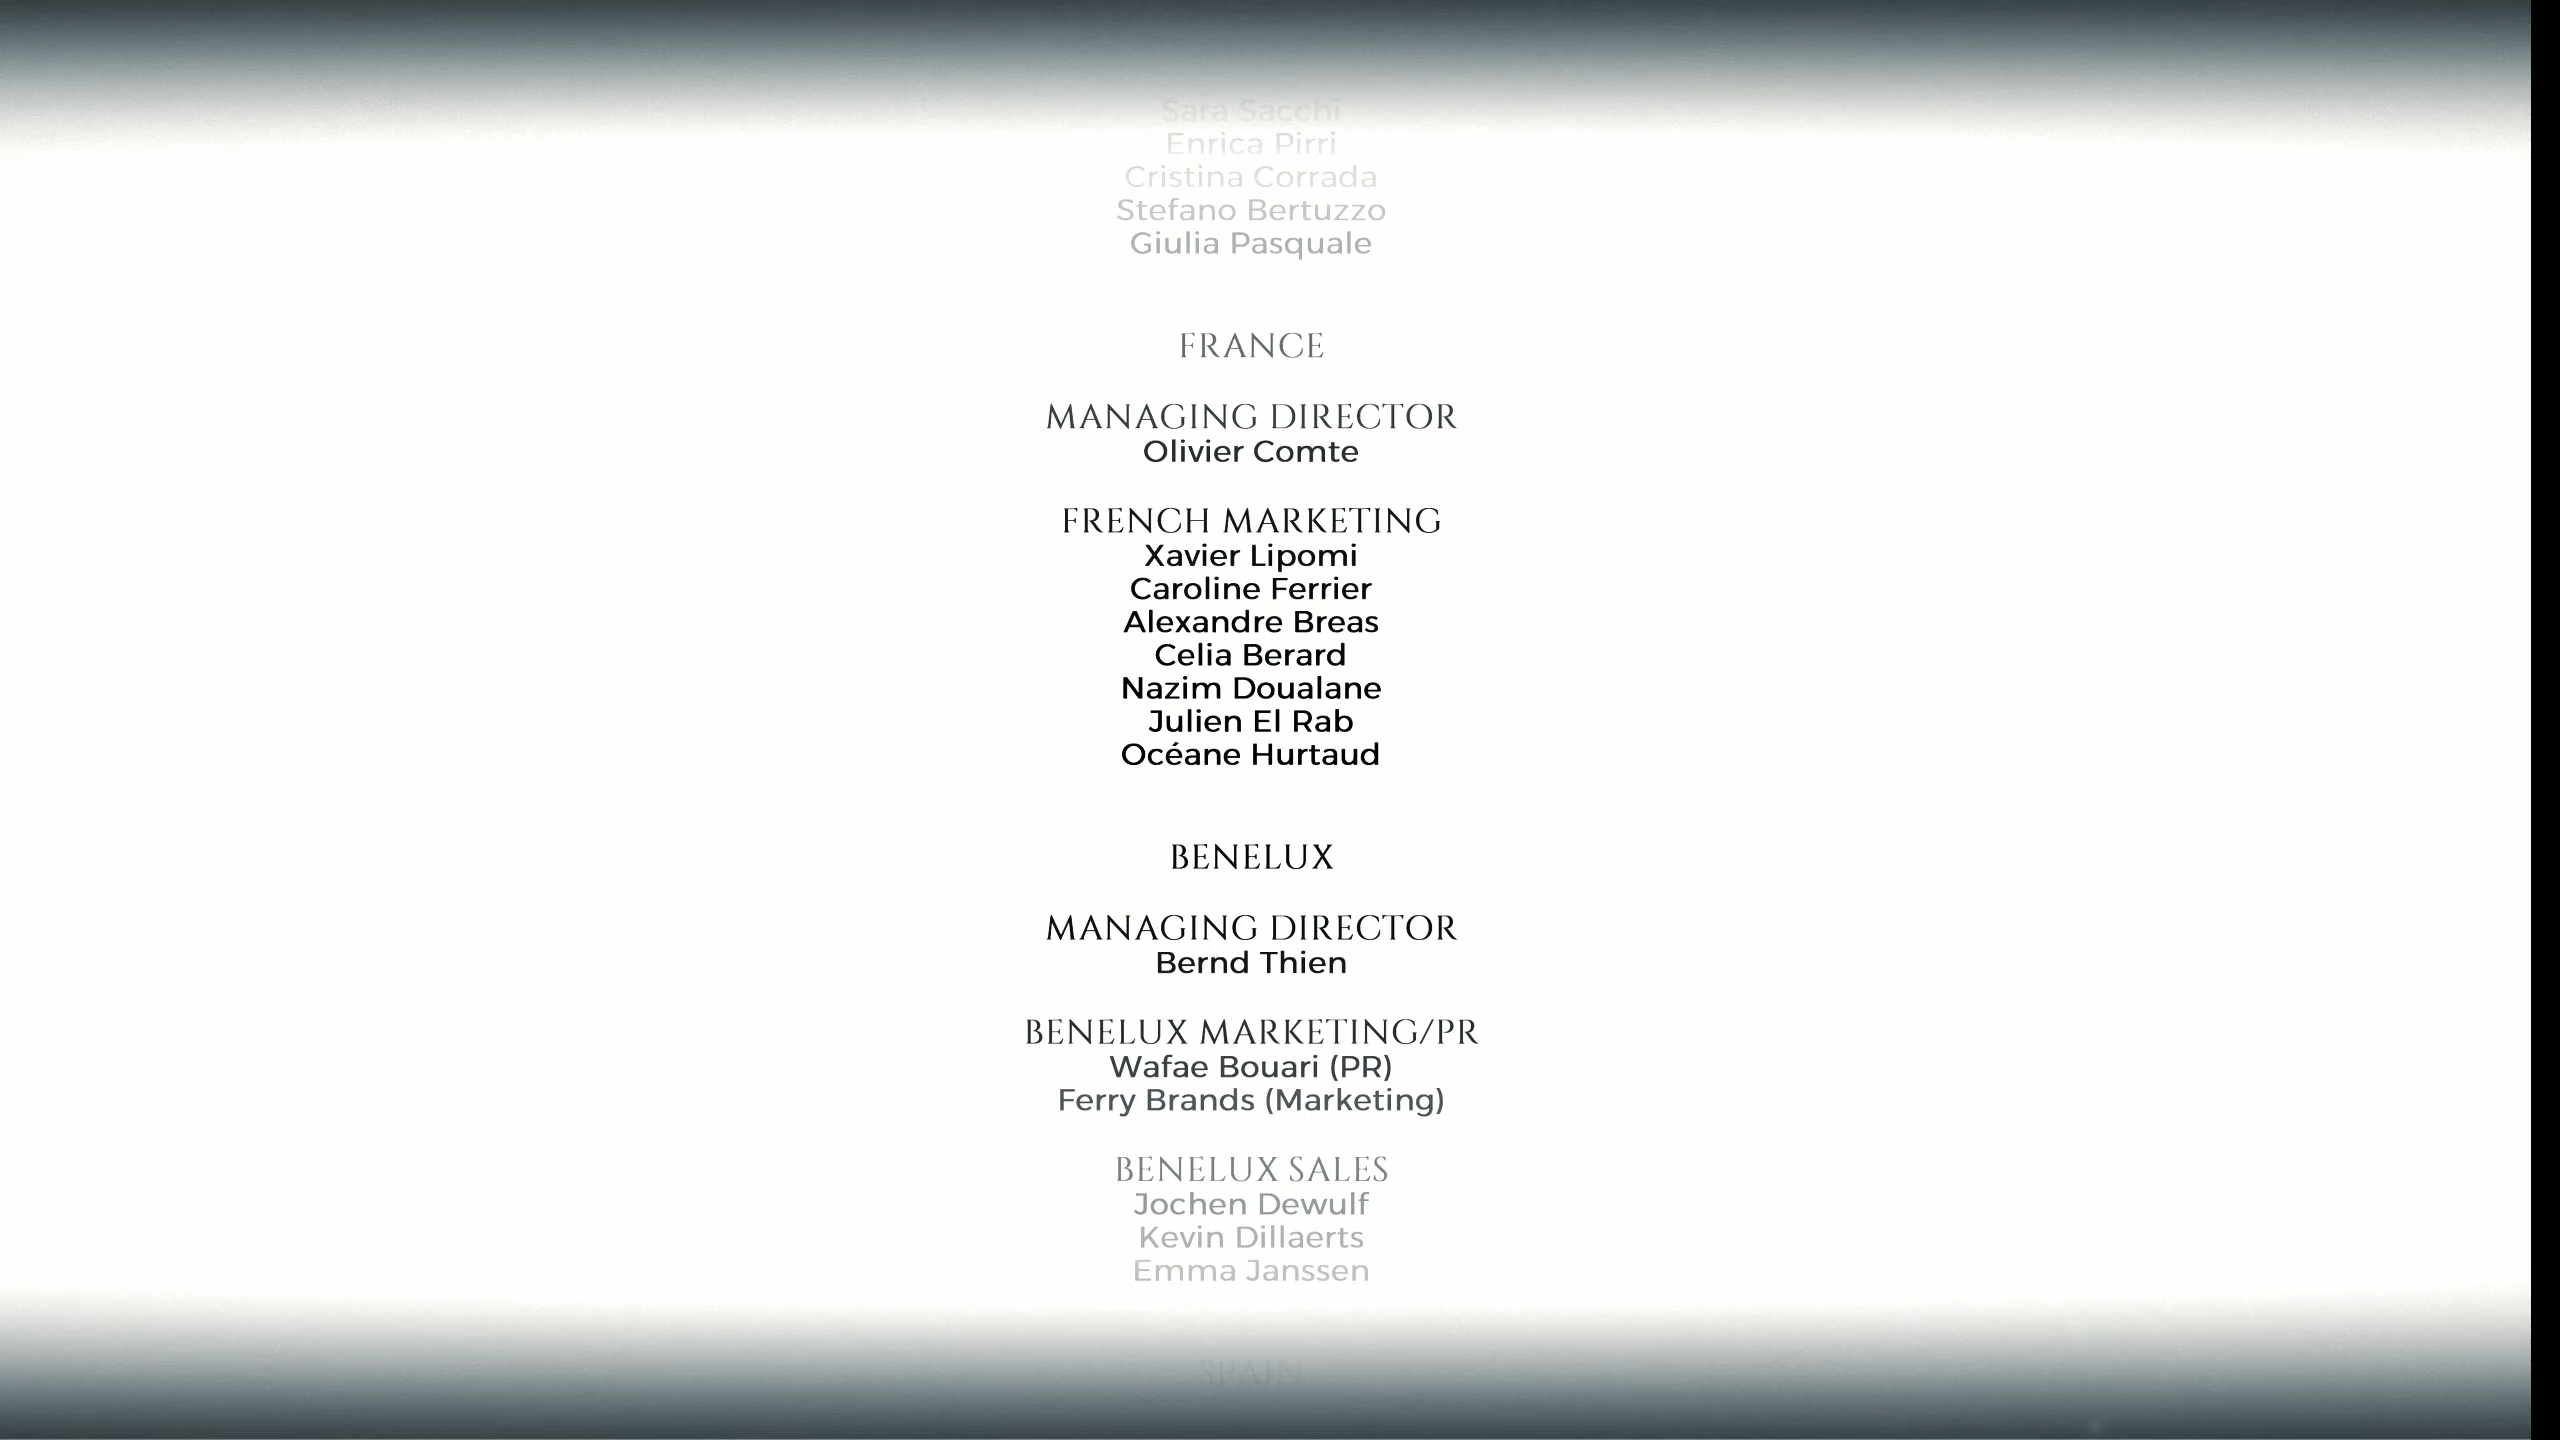 Sara Sacchi
Enrica Pirri
Cristina Corrada
Stefano Bertuzzo
Giulia Pasquale
FRANCE
MANAGING DIRECTOR
Olivier Comte
FRENCH MARKETING
Xavier Lipomi
Caroline Ferrier
Alexandre Breas
Celia Berard
Nazim Doualane
Julien El Rab
Océane Hurtaud
BENELUX
MANAGING DIRECTOR
Bernd Thien
BENELUX MARKETING/PR
Wafae Bouari (PR)
Ferry Brands (Marketing)
BENELUX SALES
Jochen Dewulf
Kevin Dillaerts
Emma Janssen
SPAIN